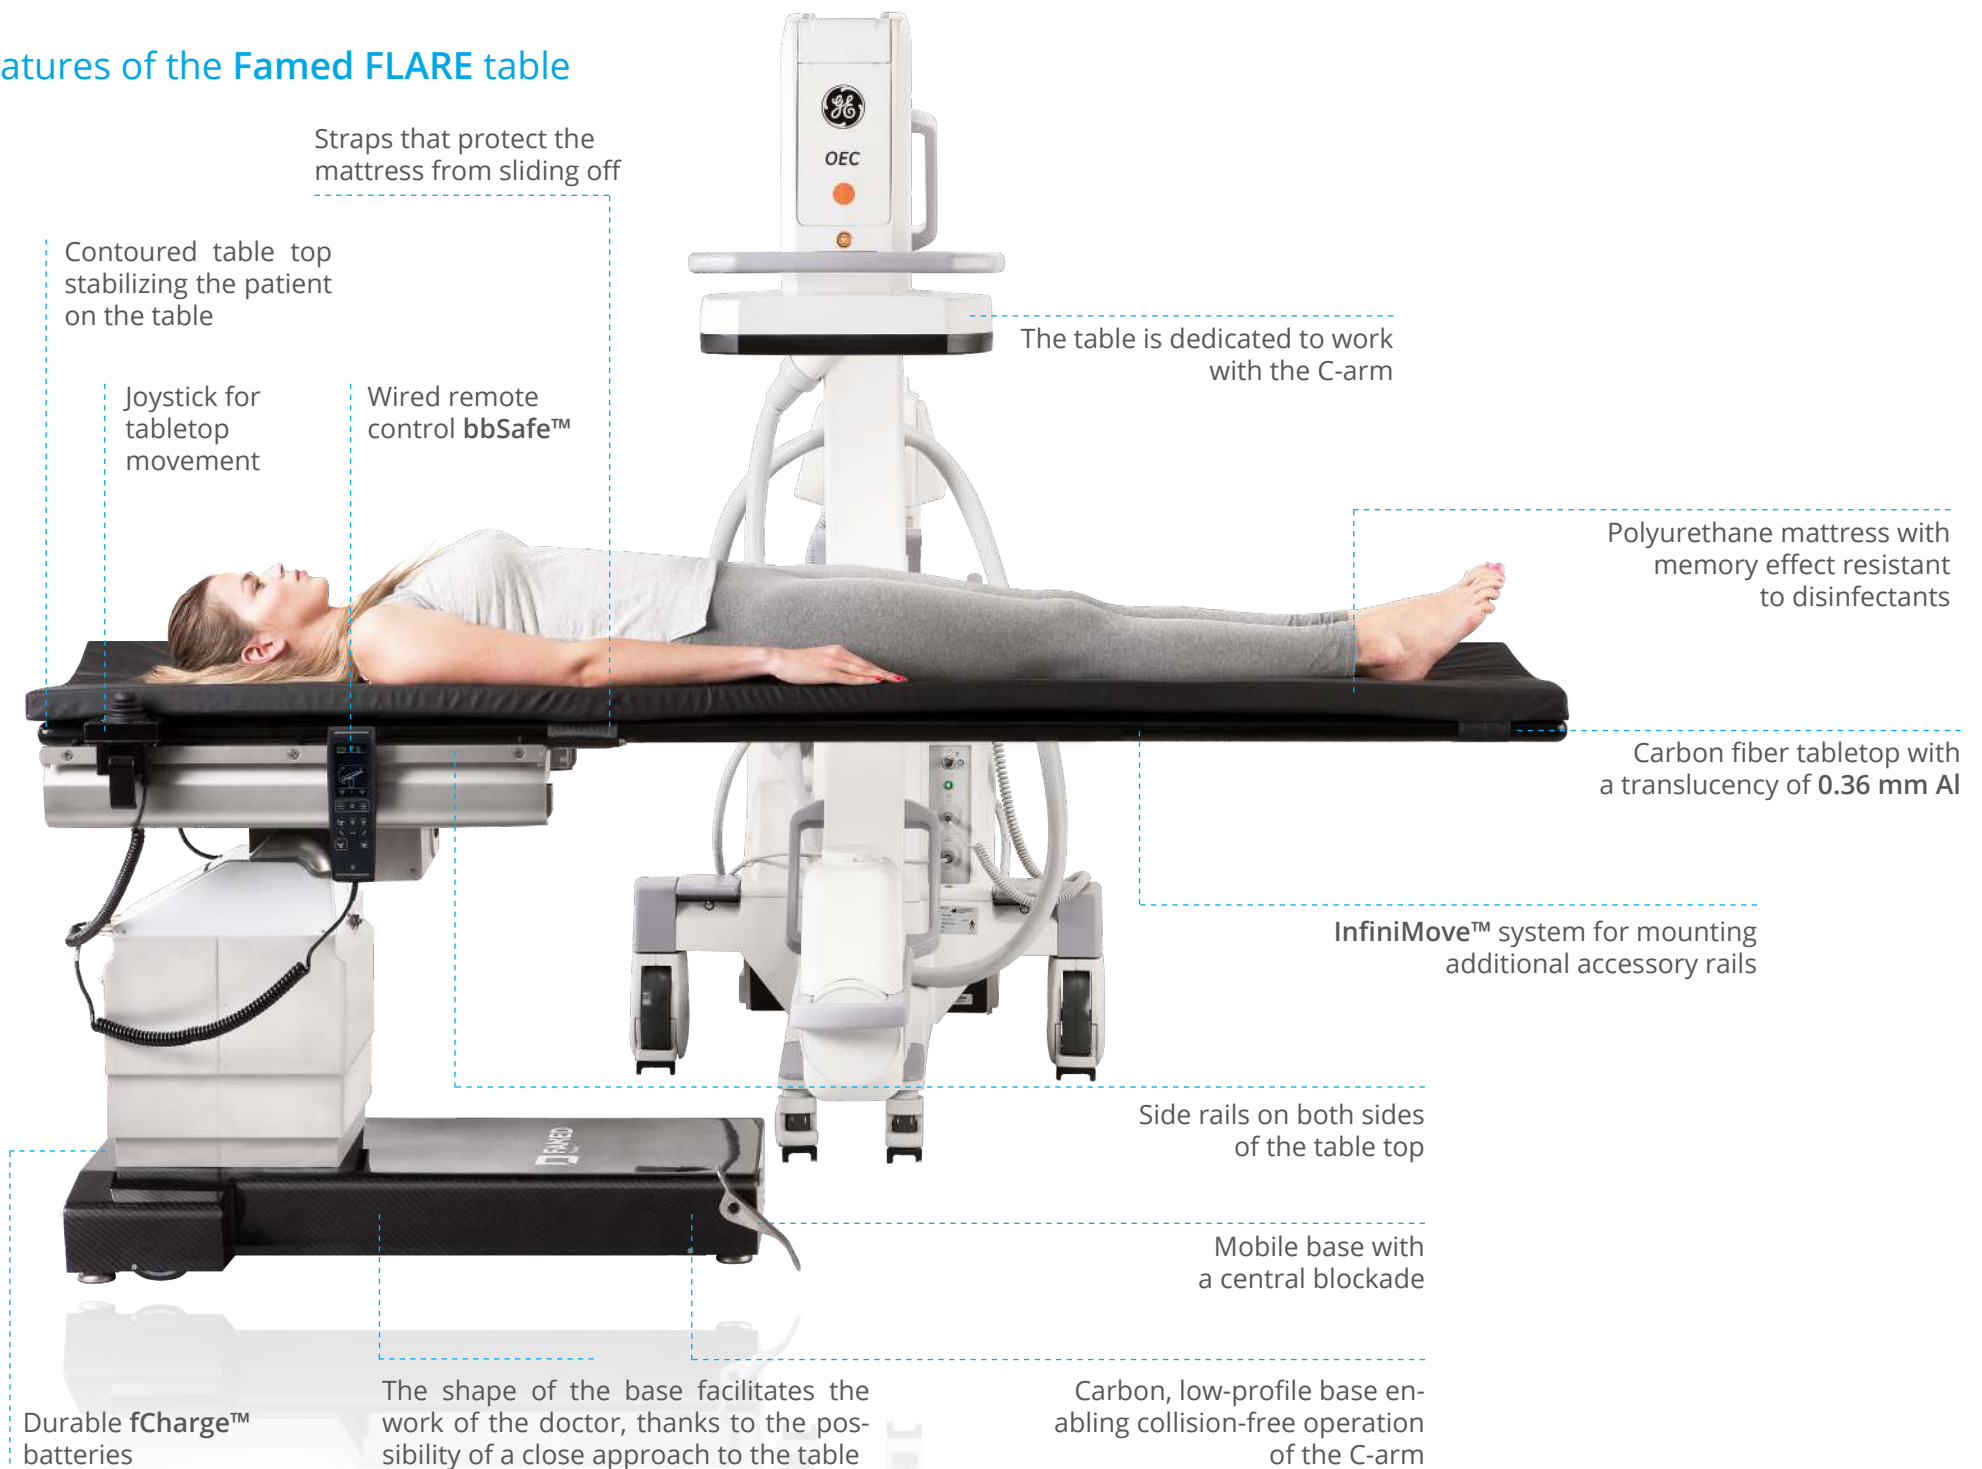 atures of the Famed FLARE table
Straps that protect the
mattress from sliding off
Contoured table top
stabilizing the patient
on the table
Joystick for
tabletop
movement
Wired remote
control bbSafe™
GE
OEC
The table is dedicated to work
with the C-arm
Polyurethane mattress with
memory effect resistant
to disinfectants
Carbon fiber tabletop with
a translucency of 0.36 mm Al
InfiniMove™ system for mounting
additional accessory rails
Side rails on both sides
of the table top
FAMED
Mobile base with
a central blockade
Durable fCharge™
batteries
The shape of the base facilitates the
work of the doctor, thanks to the pos-
sibility of a close approach to the table
Carbon, low-profile base en-
abling collision-free operation
of the C-arm